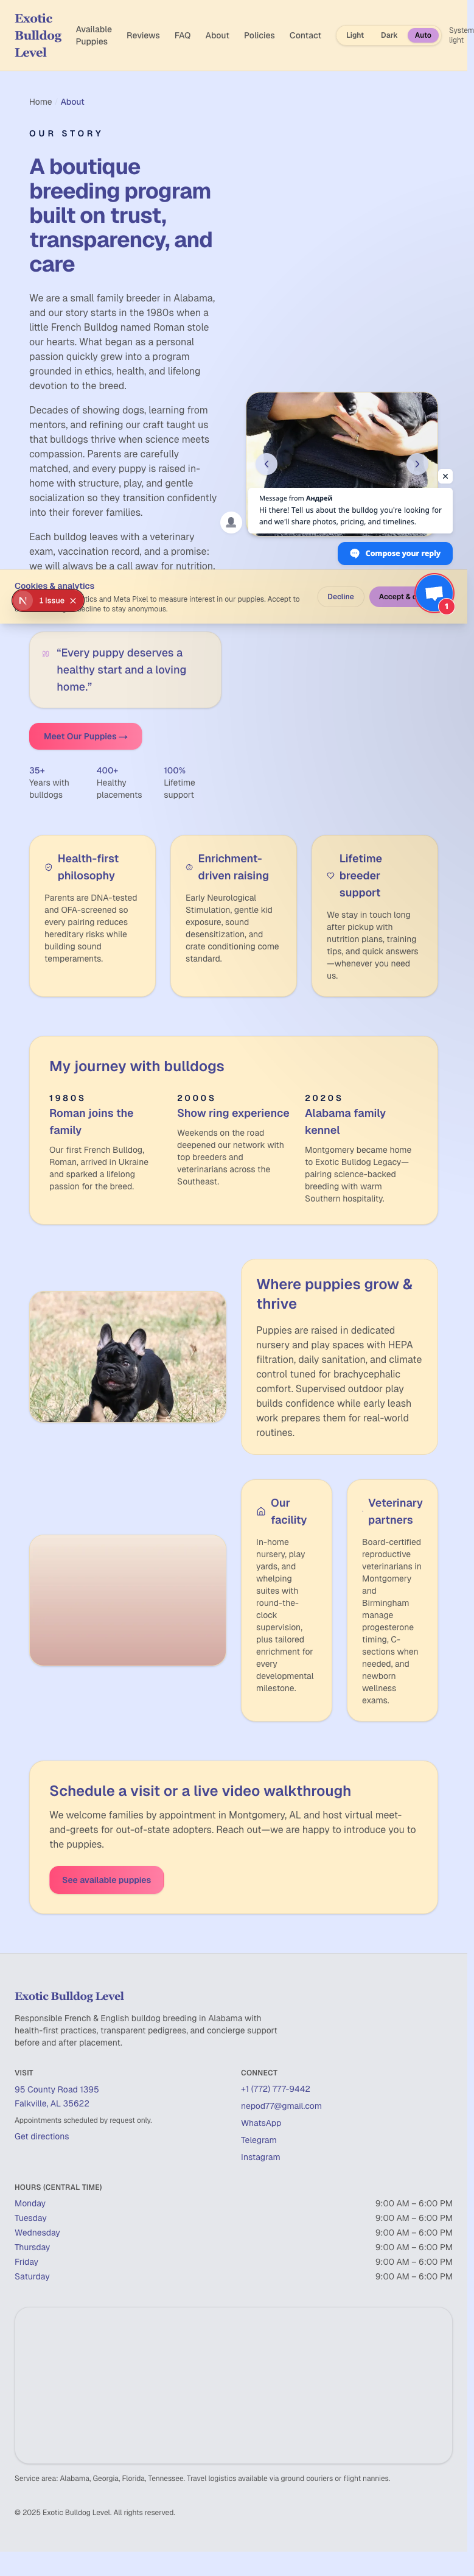 Exotic
Bulldog
Level
Available
Puppies
Reviews
FAQ
About
Policies
Contact
Light
Dark
Auto
System
light
Home
About
OUR STORY
A boutique
breeding program
built on trust,
transparency, and
care
We are a small family breeder in Alabama,
and our story starts in the 1980s when a
little French Bulldog named Roman stole
our hearts. What began as a personal
passion quickly grew into a program
grounded in ethics, health, and lifelong
devotion to the breed.
Decades of showing dogs, learning from
mentors, and refining our craft taught us
that bulldogs thrive when science meets
compassion. Parents are carefully
matched, and every puppy is raised in-
home with structure, play, and gentle
socialization so they transition confidently
into their forever families.
Each bulldog leaves with a veterinary
exam, vaccination record, and a promise:
we will always be a call away for nutrition,
Message from Андрей
Hi there! Tell us about the bulldog you're looking for
and we'll share photos, pricing, and timelines.
Compose your reply
Cookies & analytics
tics and Meta Pixel to measure interest in our puppies. Accept to
ecline to stay anonymous.
Decline
Accept &
1 Issue
1
“Every puppy deserves a
healthy start and a loving
home.”
Meet Our Puppies →
35+
Years with
bulldogs
400+
Healthy
placements
100%
Lifetime
support
Health-first
philosophy
Parents are DNA-tested
and OFA-screened so
every pairing reduces
hereditary risks while
building sound
temperaments.
Enrichment-
driven raising
Early Neurological
Stimulation, gentle kid
exposure, sound
desensitization, and
crate conditioning come
standard.
Lifetime
breeder
support
We stay in touch long
after pickup with
nutrition plans, training
tips, and quick answers
—whenever you need
us.
My journey with bulldogs
1980S
Roman joins the
family
Our first French Bulldog,
Roman, arrived in Ukraine
and sparked a lifelong
passion for the breed.
2000S
Show ring experience
Weekends on the road
deepened our network with
top breeders and
veterinarians across the
Southeast.
2020S
Alabama family
kennel
Montgomery became home
to Exotic Bulldog Legacy—
pairing science-backed
breeding with warm
Southern hospitality.
Where puppies grow &
thrive
Puppies are raised in dedicated
nursery and play spaces with HEPA
filtration, daily sanitation, and climate
control tuned for brachycephalic
comfort. Supervised outdoor play
builds confidence while early leash
work prepares them for real-world
routines.
Our
facility
In-home
nursery, play
yards, and
whelping
suites with
round-the-
clock
supervision,
plus tailored
enrichment for
every
developmental
milestone.
Veterinary
partners
Board-certified
reproductive
veterinarians in
Montgomery
and
Birmingham
manage
progesterone
timing, C-
sections when
needed, and
newborn
wellness
exams.
Schedule a visit or a live video walkthrough
We welcome families by appointment in Montgomery, AL and host virtual meet-
and-greets for out-of-state adopters. Reach out—we are happy to introduce you to
the puppies.
See available puppies
Exotic Bulldog Level
Responsible French & English bulldog breeding in Alabama with
health-first practices, transparent pedigrees, and concierge support
before and after placement.
VISIT
95 County Road 1395
Falkville, AL 35622
Appointments scheduled by request only.
Get directions
CONNECT
+1 (772) 777-9442
nepod77@gmail.com
WhatsApp
Telegram
Instagram
HOURS (CENTRAL TIME)
Monday 9:00 AM – 6:00 PM
Tuesday 9:00 AM – 6:00 PM
Wednesday 9:00 AM – 6:00 PM
Thursday 9:00 AM – 6:00 PM
Friday 9:00 AM – 6:00 PM
Saturday 9:00 AM – 6:00 PM
Service area: Alabama, Georgia, Florida, Tennessee. Travel logistics available via ground couriers or flight nannies.
© 2025 Exotic Bulldog Level. All rights reserved.